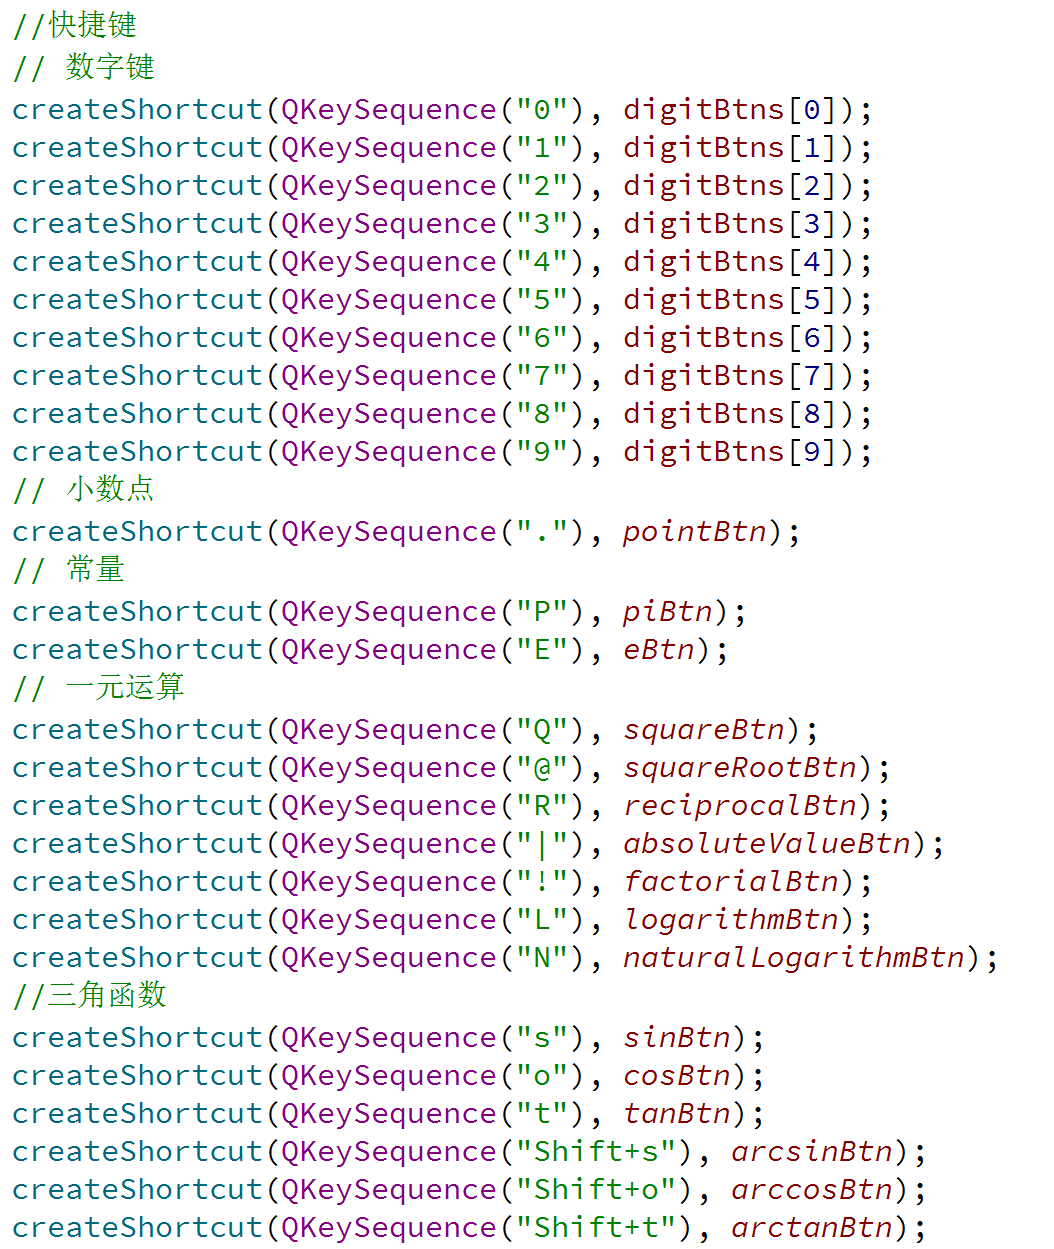 //快捷键
// 数字键
createShortcut(QKeySequence("0"), digitBtns[0]);
createShortcut(QKeySequence("1"), digitBtns[1]);
createShortcut(QKeySequence("2"), digitBtns[2]);
createShortcut(QKeySequence("3"), digitBtns[3]);
createShortcut(QKeySequence("4"), digitBtns[4]);
createShortcut(QKeySequence("5"), digitBtns[5]);
createShortcut(QKeySequence("6"), digitBtns[6]);
createShortcut(QKeySequence("7"), digitBtns[7]);
createShortcut(QKeySequence("8"), digitBtns[8]);
createShortcut(QKeySequence("9"), digitBtns[9]);
// 小数点
createShortcut(QKeySequence("."), pointBtn);
// 常量
createShortcut(QKeySequence("P"), piBtn);
createShortcut(QKeySequence("E"), eBtn);
// 一元运算
createShortcut(QKeySequence("Q"), squareBtn);
createShortcut(QKeySequence("@"), squareRootBtn);
createShortcut(QKeySequence("R"), reciprocalBtn);
createShortcut(QKeySequence("|"), absoluteValueBtn);
createShortcut(QKeySequence("!"), factorialBtn);
createShortcut(QKeySequence("L"), logarithmBtn);
createShortcut(QKeySequence("N"), naturalLogarithmBtn);
//三角函数
createShortcut(QKeySequence("s"), sinBtn);
createShortcut(QKeySequence("o"), cosBtn);
createShortcut(QKeySequence("t"), tanBtn);
createShortcut(QKeySequence("Shift+s"), arcsinBtn);
createShortcut(QKeySequence("Shift+o"), arccosBtn);
createShortcut(QKeySequence("Shift+t"), arctanBtn);